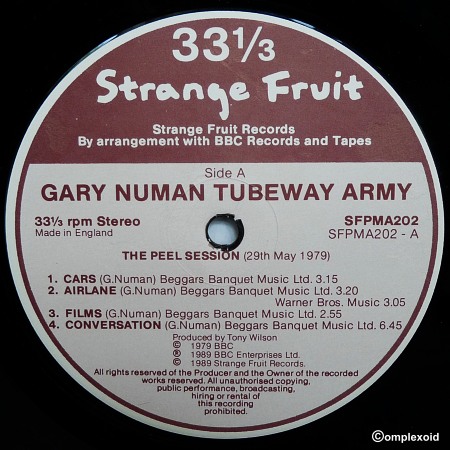 33⅓
Strange Fruit
Strange Fruit Records
By arrangement with BBC Records and Tapes
Side A
GARY NUMAN TUBEWAY ARMY
33⅓ rpm Stereo
Made in England
SFPMA202
SFPMA202 - A
THE PEEL SESSION (29th May 1979)
1. CARS (G.Numan) Beggars Banquet Music Ltd. 3.15
2. AIRLANE (G.Numan) Beggars Banquet Music Ltd. 3.20
Warner Bros. Music 3.05
3. FILMS (G.Numan) Beggars Banquet Music Ltd. 2.55
4. CONVERSATION (G.Numan) Beggars Banquet Music Ltd. 6.45
Produced by Tony Wilson
© 1979 BBC
® 1989 BBC Enterprises Ltd.
© 1989 Strange Fruit Records.
All rights reserved of the Producer and the Owner of the recorded
works reserved. All unauthorised copying,
public performance, broadcasting,
hiring or rental of
this recording
prohibited.
©omplexoid